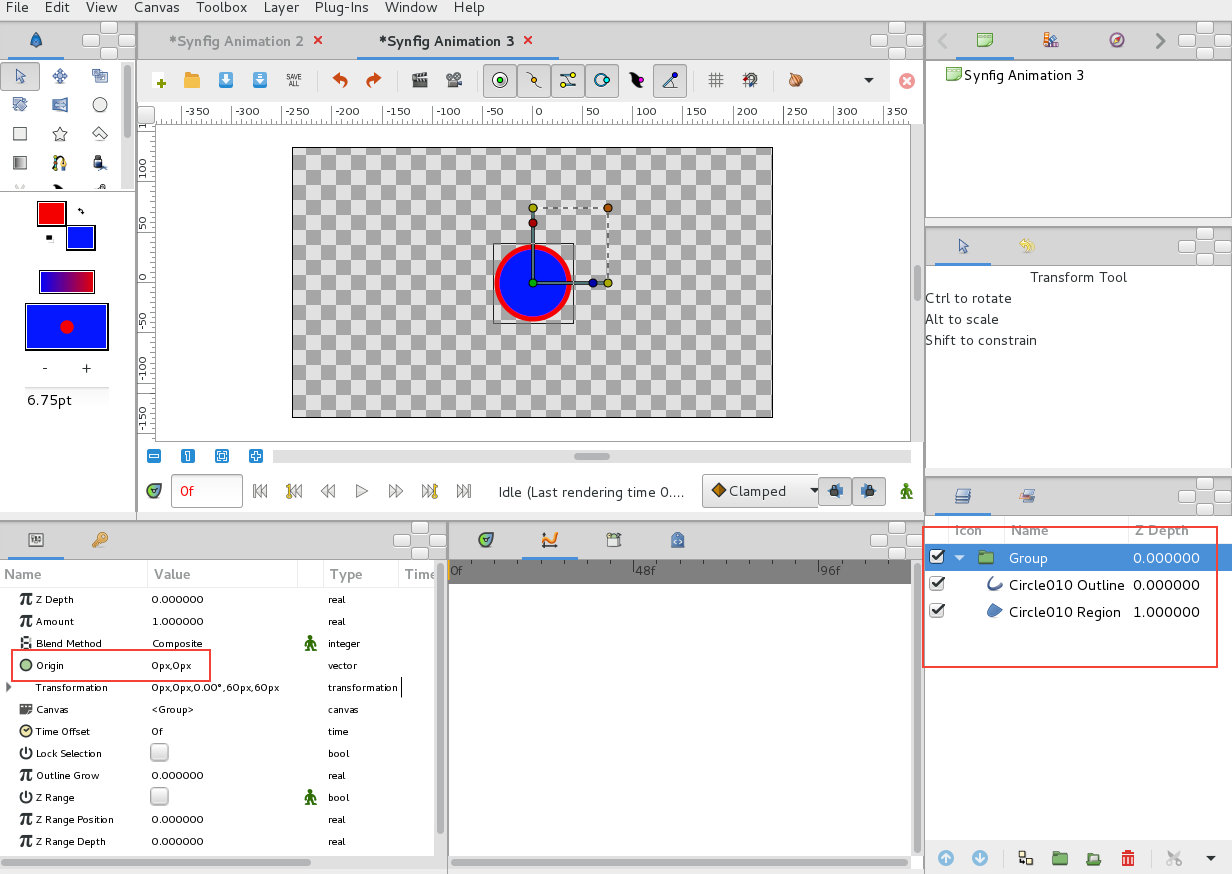 File Edit View Canvas Toolbox Layer Plug-Ins Window Help
*Synfig Animation 2
*Synfig Animation 3
SAVE ALL
-350 -300 -250 -200 -150 -100 -50 0 50 100 150 200 250 300 350
100
50
0
-50
-100
-150
- +
6.75pt
0f
Idle (Last rendering time 0....
Clamped
Synfig Animation 3
Transform Tool
Ctrl to rotate
Alt to scale
Shift to constrain
Icon Name Z Depth
Group 0.000000
Circle010 Outline 0.000000
Circle010 Region 1.000000
Name Value Type Time
Z Depth 0.000000 real
Amount 1.000000 real
Blend Method Composite integer
Origin 0px,0px vector
Transformation 0px,0px,0.00°,60px,60px transformation
Canvas <Group> canvas
Time Offset 0f time
Lock Selection bool
Outline Grow 0.000000 real
Z Range bool
Z Range Position 0.000000 real
Z Range Depth 0.000000 real
0f 48f 96f